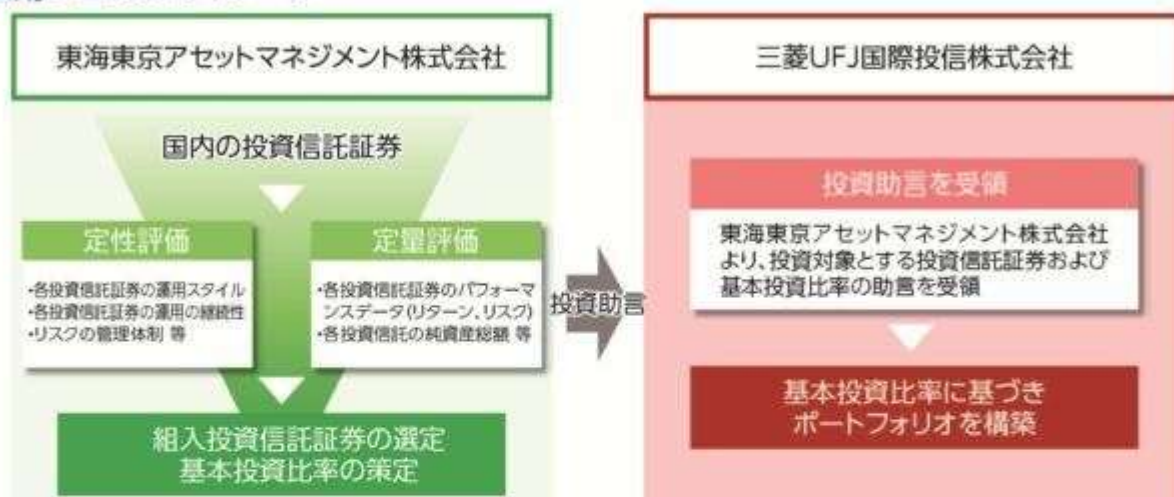 東海東京アセットマネジメント株式会社
国内の投資信託証券
定性評価
・各投資信託証券の運用スタイル
・各投資信託証券の運用の継続性
・リスクの管理体制 等
定量評価
・各投資信託証券のパフォーマ
ンスデータ(リターン、リスク)
・各投資信託の純資産総額 等
組入投資信託証券の選定
基本投資比率の策定
投資助言
三菱UFJ国際投信株式会社
投資助言を受領
東海東京アセットマネジメント株式会社
より、投資対象とする投資信託証券および
基本投資比率の助言を受領
基本投資比率に基づき
ポートフォリオを構築